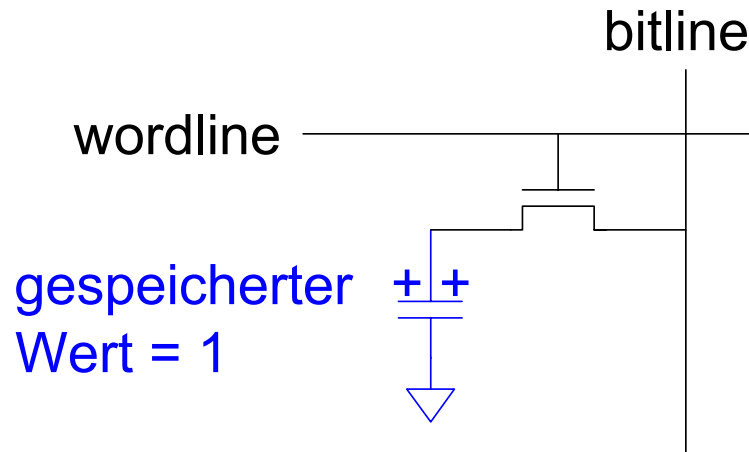 bitline
wordline
+ +
gespeicherter
Wert = 1